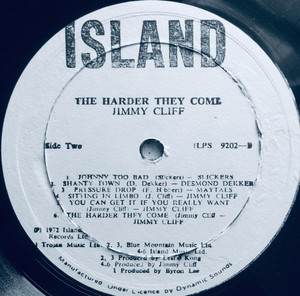 ISLAND
THE HARDER THEY COME
JIMMY CLIFF
Side Two
ILPS 9202-B
1. JOHNNY TOO BAD (Slickers) - SLICKERS
2. SHANTY TOWN (D. Dekker) - DESMOND DEKKER
3 PRESSURE DROP (F. Hibbert) - MAYTALS
4. SITTING IN LIMBO (J. Cliff) - JIMMY CLIFF
5. YOU CAN GET IT IF YOU REALLY WANT
(Jimmy Cliff) - JIMMY CLIFF
6. THE HARDER THEY COME (Jimmy Cliff -
JIMMY CLIFF
(P) 1972 Island
Records Ltd.
1 Trojan Music Ltd. 2, 3, Blue Mountain Music Ltd.
4-6 Island Music Ltd.
2, 3 Produced by Leslie Kong
4-6 Produced by Jimmy Cliff
1 Produced by Byron Lee
Manufactured Under Licence by Dynamic Sounds